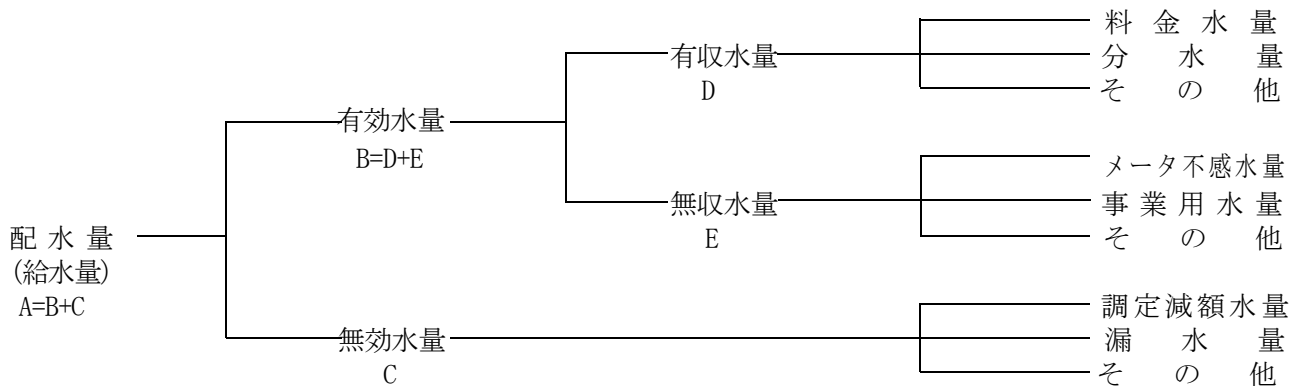 料金水量
有収水量
分水量
D
その他
有効水量
B=D+E
メータ不感水量
無収水量
事業用水量
E
その他
配水量
(給水量)
A=B+C
調定減額水量
無効水量
漏水量
C
その他